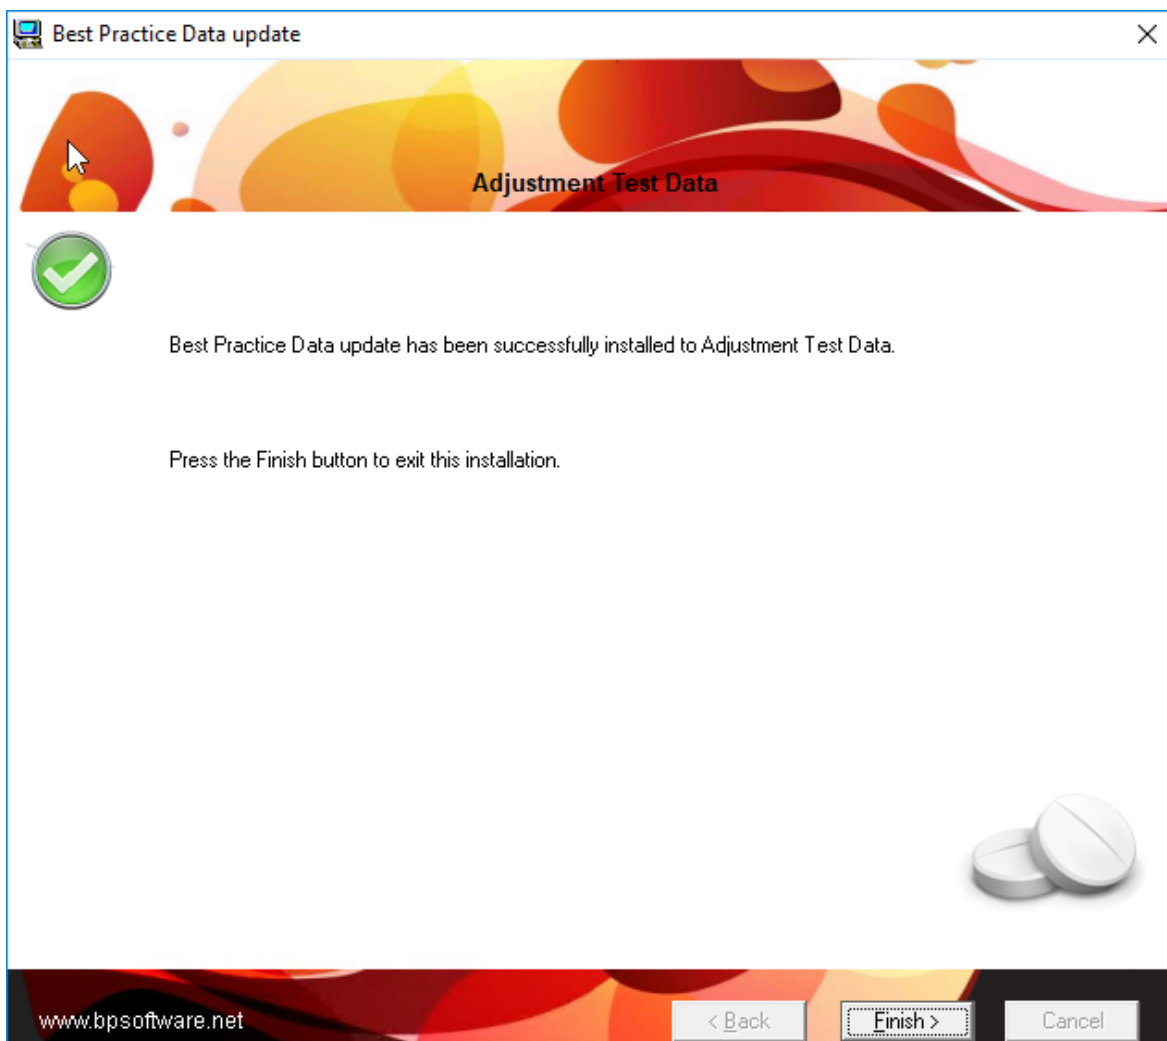 Best Practice Data update
Adjustment Test Data
Best Practice Data update has been successfully installed to Adjustment Test Data.
Press the Finish button to exit this installation.
www.bpsoftware.net
< Back
Finish >
Cancel